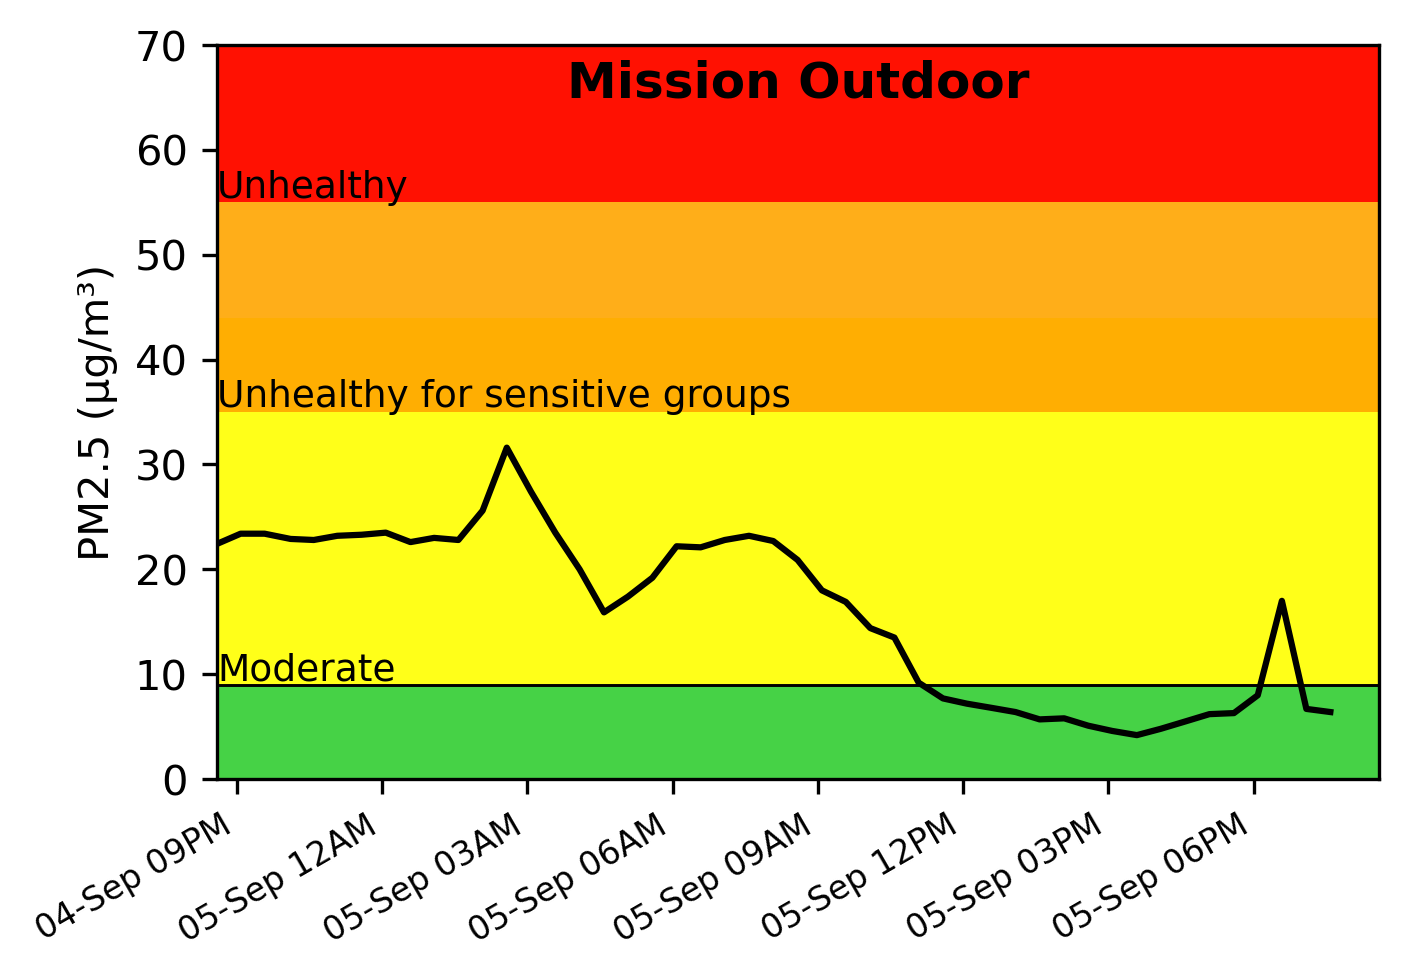 Mission Outdoor
70
60
Unhealthy
50
40
Unhealthy for sensitive groups
30
20
10
Moderate
0
PM2.5 (µg/m³)
04-Sep 09PM
05-Sep 12AM
05-Sep 03AM
05-Sep 06AM
05-Sep 09AM
05-Sep 12PM
05-Sep 03PM
05-Sep 06PM